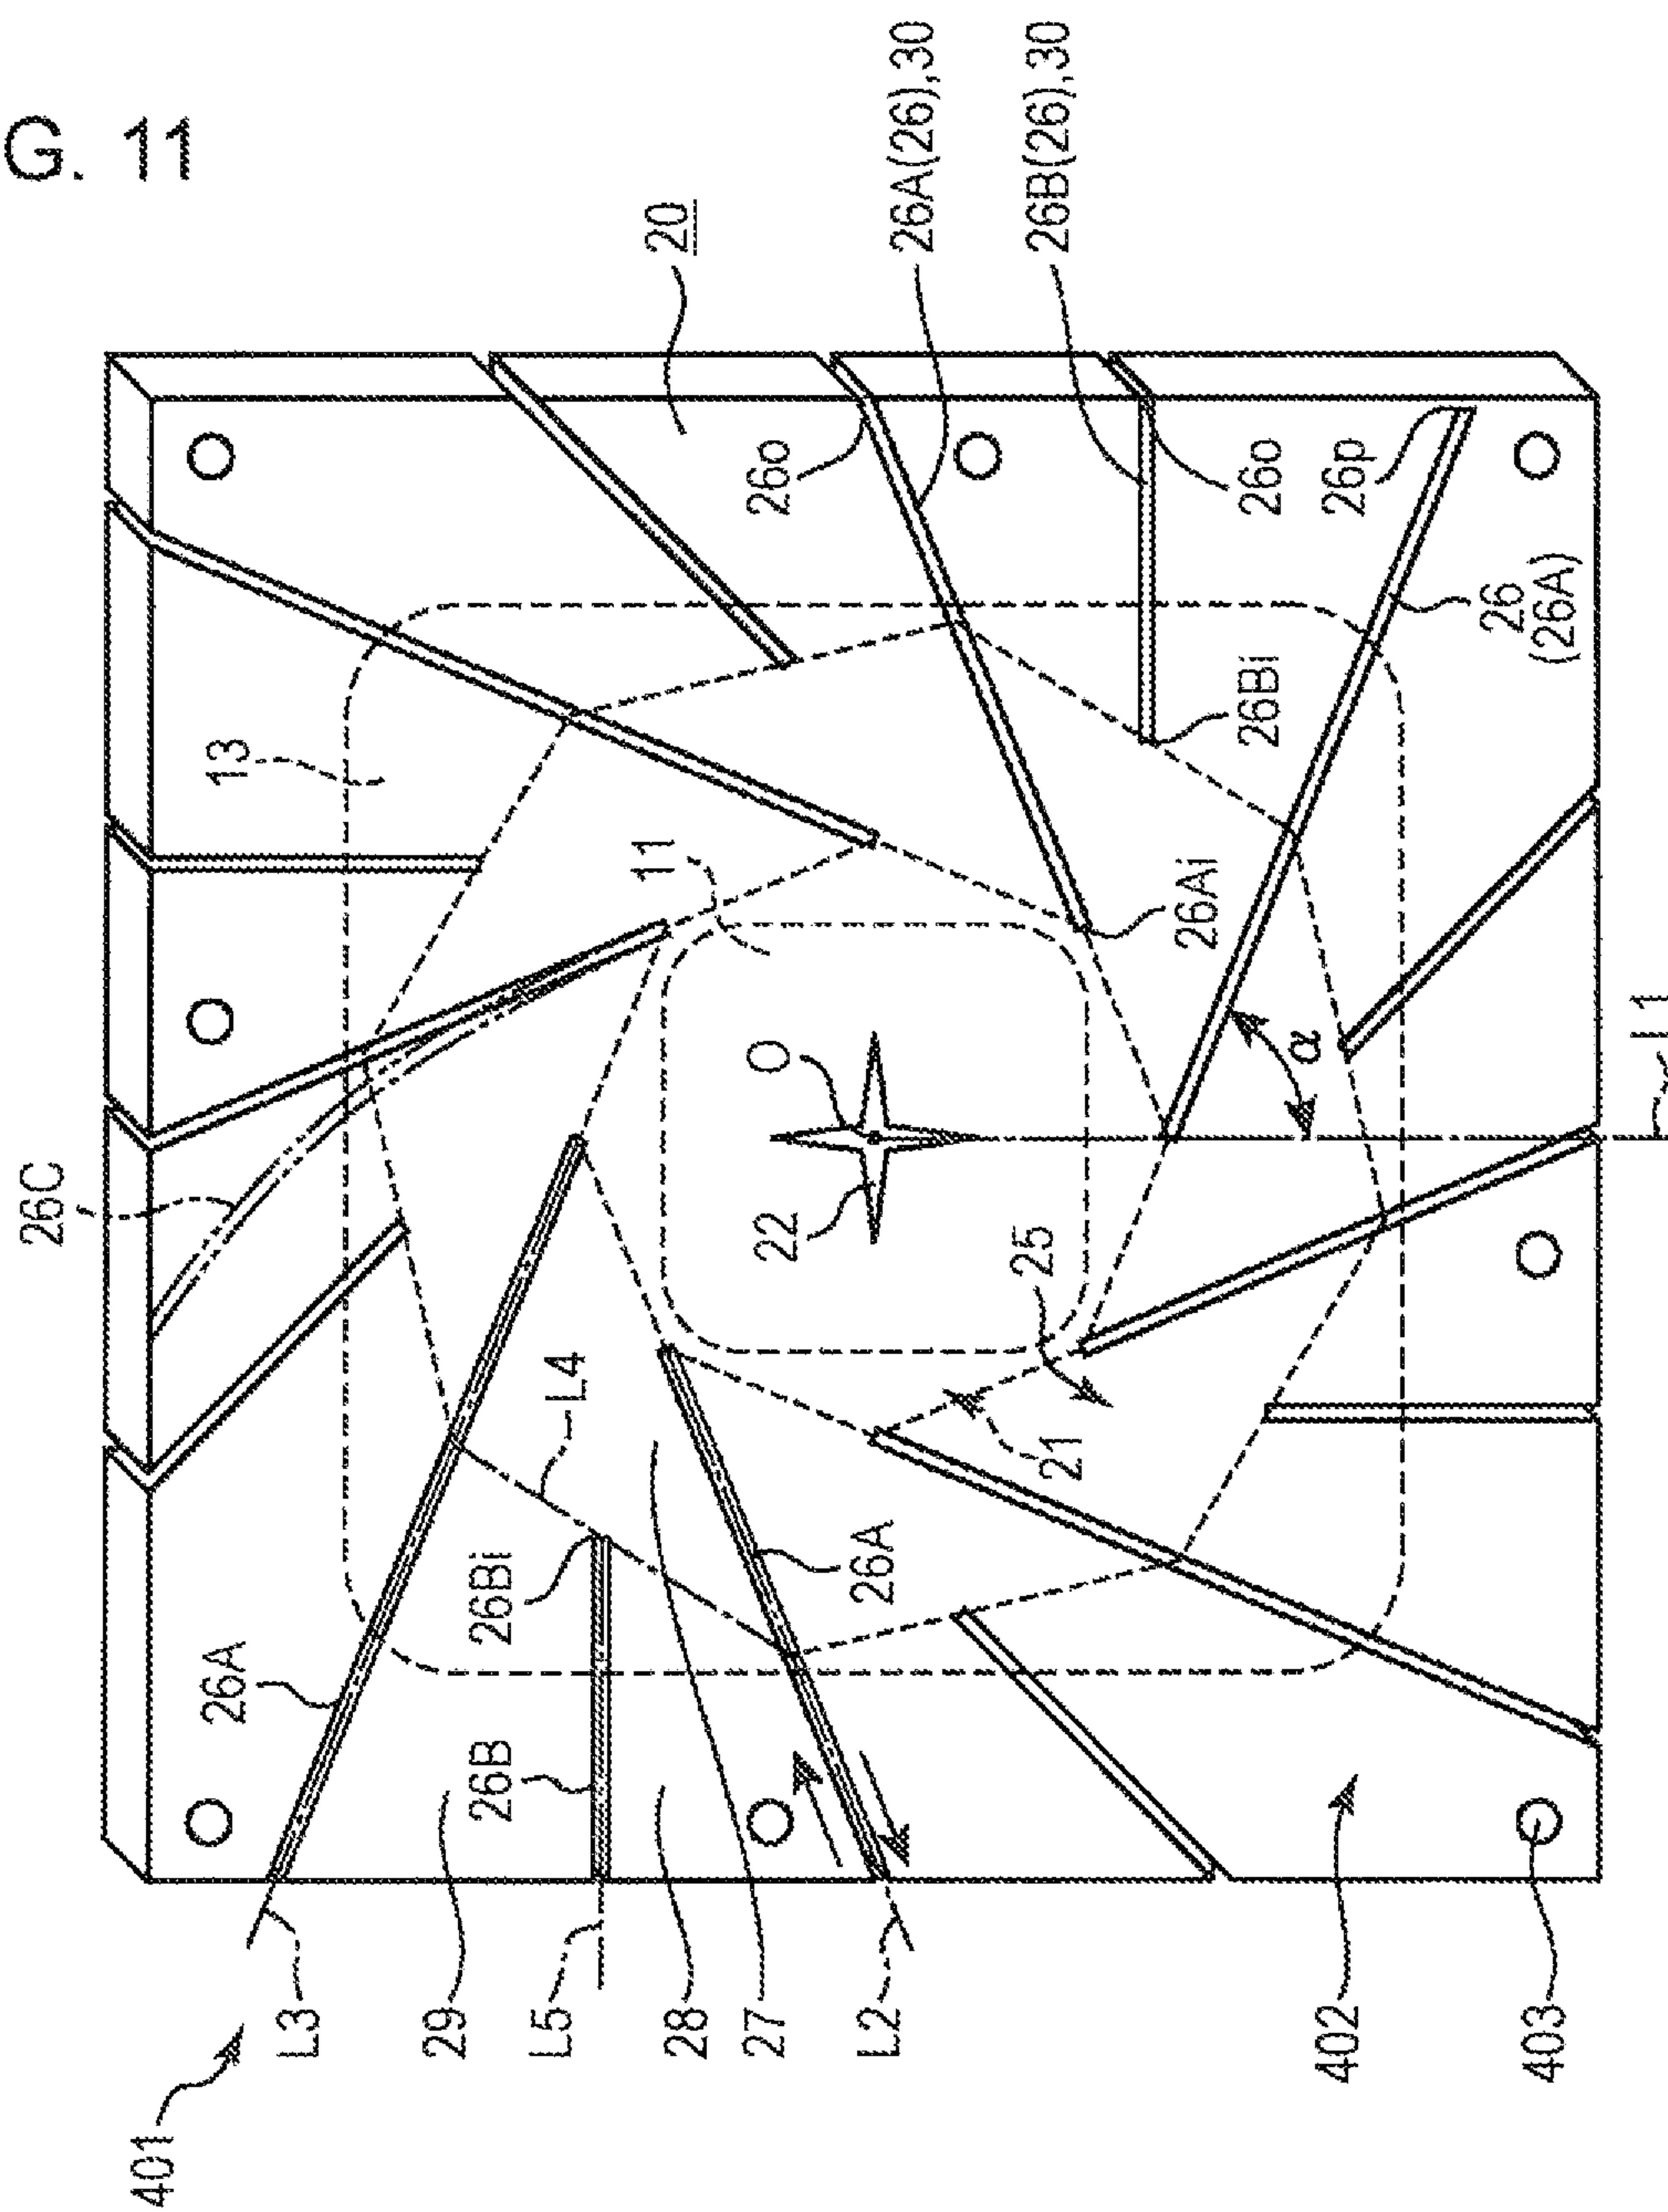 G. 11
20
26A(26),30
26B(26),30
26o
26o
26p
26
(26A)
26Bi
13
11
26Ai
α
L1
O
22
25
21
26C
L4
26Bi
26A
26A
26B
401
L3
29
L5
28
27
L2
402
403